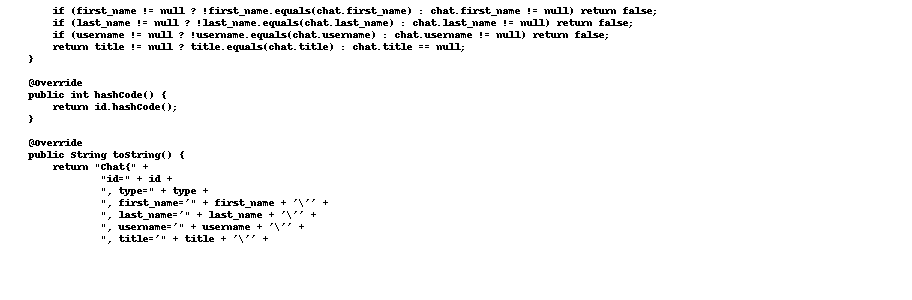 if (first_name != null ? !first_name.equals(chat.first_name) : chat.first_name != null) return false;
if (last_name != null ? !last_name.equals(chat.last_name) : chat.last_name != null) return false;
if (username != null ? !username.equals(chat.username) : chat.username != null) return false;
return title != null ? title.equals(chat.title) : chat.title == null;
}
@Override
public int hashCode() {
return id.hashCode();
}
@Override
public String toString() {
return "Chat{" +
"id=" + id +
", type=" + type +
", first_name='" + first_name + '\'' +
", last_name='" + last_name + '\'' +
", username='" + username + '\'' +
", title='" + title + '\'' +